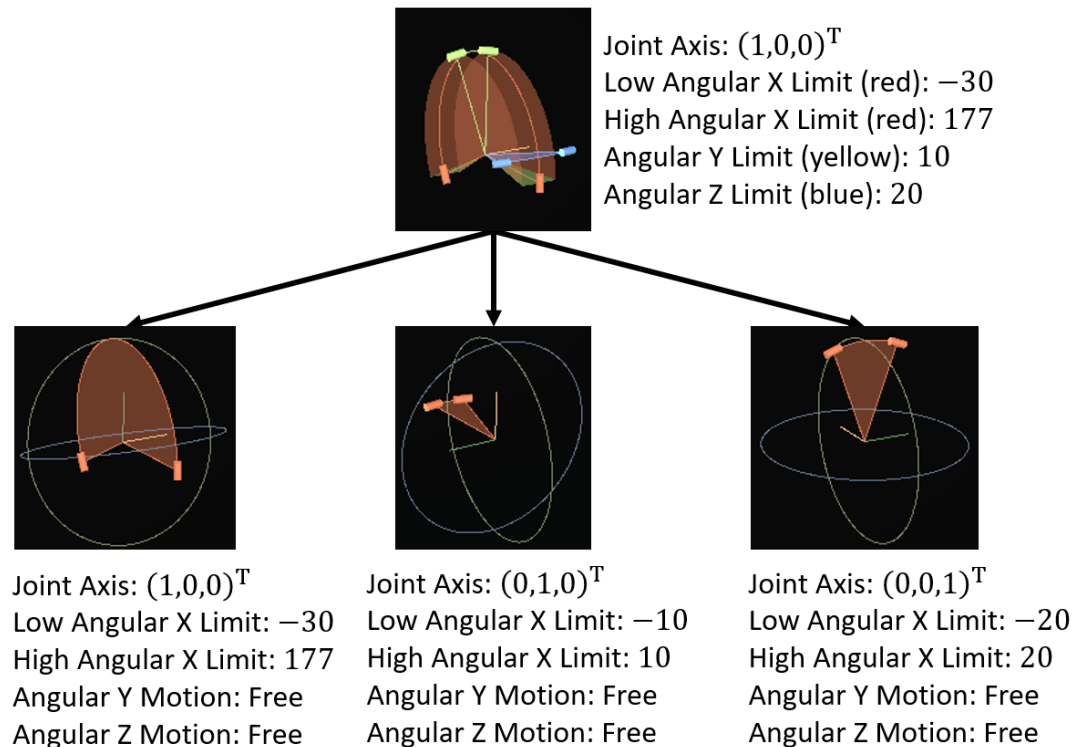 Joint Axis: (1,0,0)ᵀ
Low Angular X Limit (red): −30
High Angular X Limit (red): 177
Angular Y Limit (yellow): 10
Angular Z Limit (blue): 20
Joint Axis: (1,0,0)ᵀ
Low Angular X Limit: −30
High Angular X Limit: 177
Angular Y Motion: Free
Angular Z Motion: Free
Joint Axis: (0,1,0)ᵀ
Low Angular X Limit: −10
High Angular X Limit: 10
Angular Y Motion: Free
Angular Z Motion: Free
Joint Axis: (0,0,1)ᵀ
Low Angular X Limit: −20
High Angular X Limit: 20
Angular Y Motion: Free
Angular Z Motion: Free